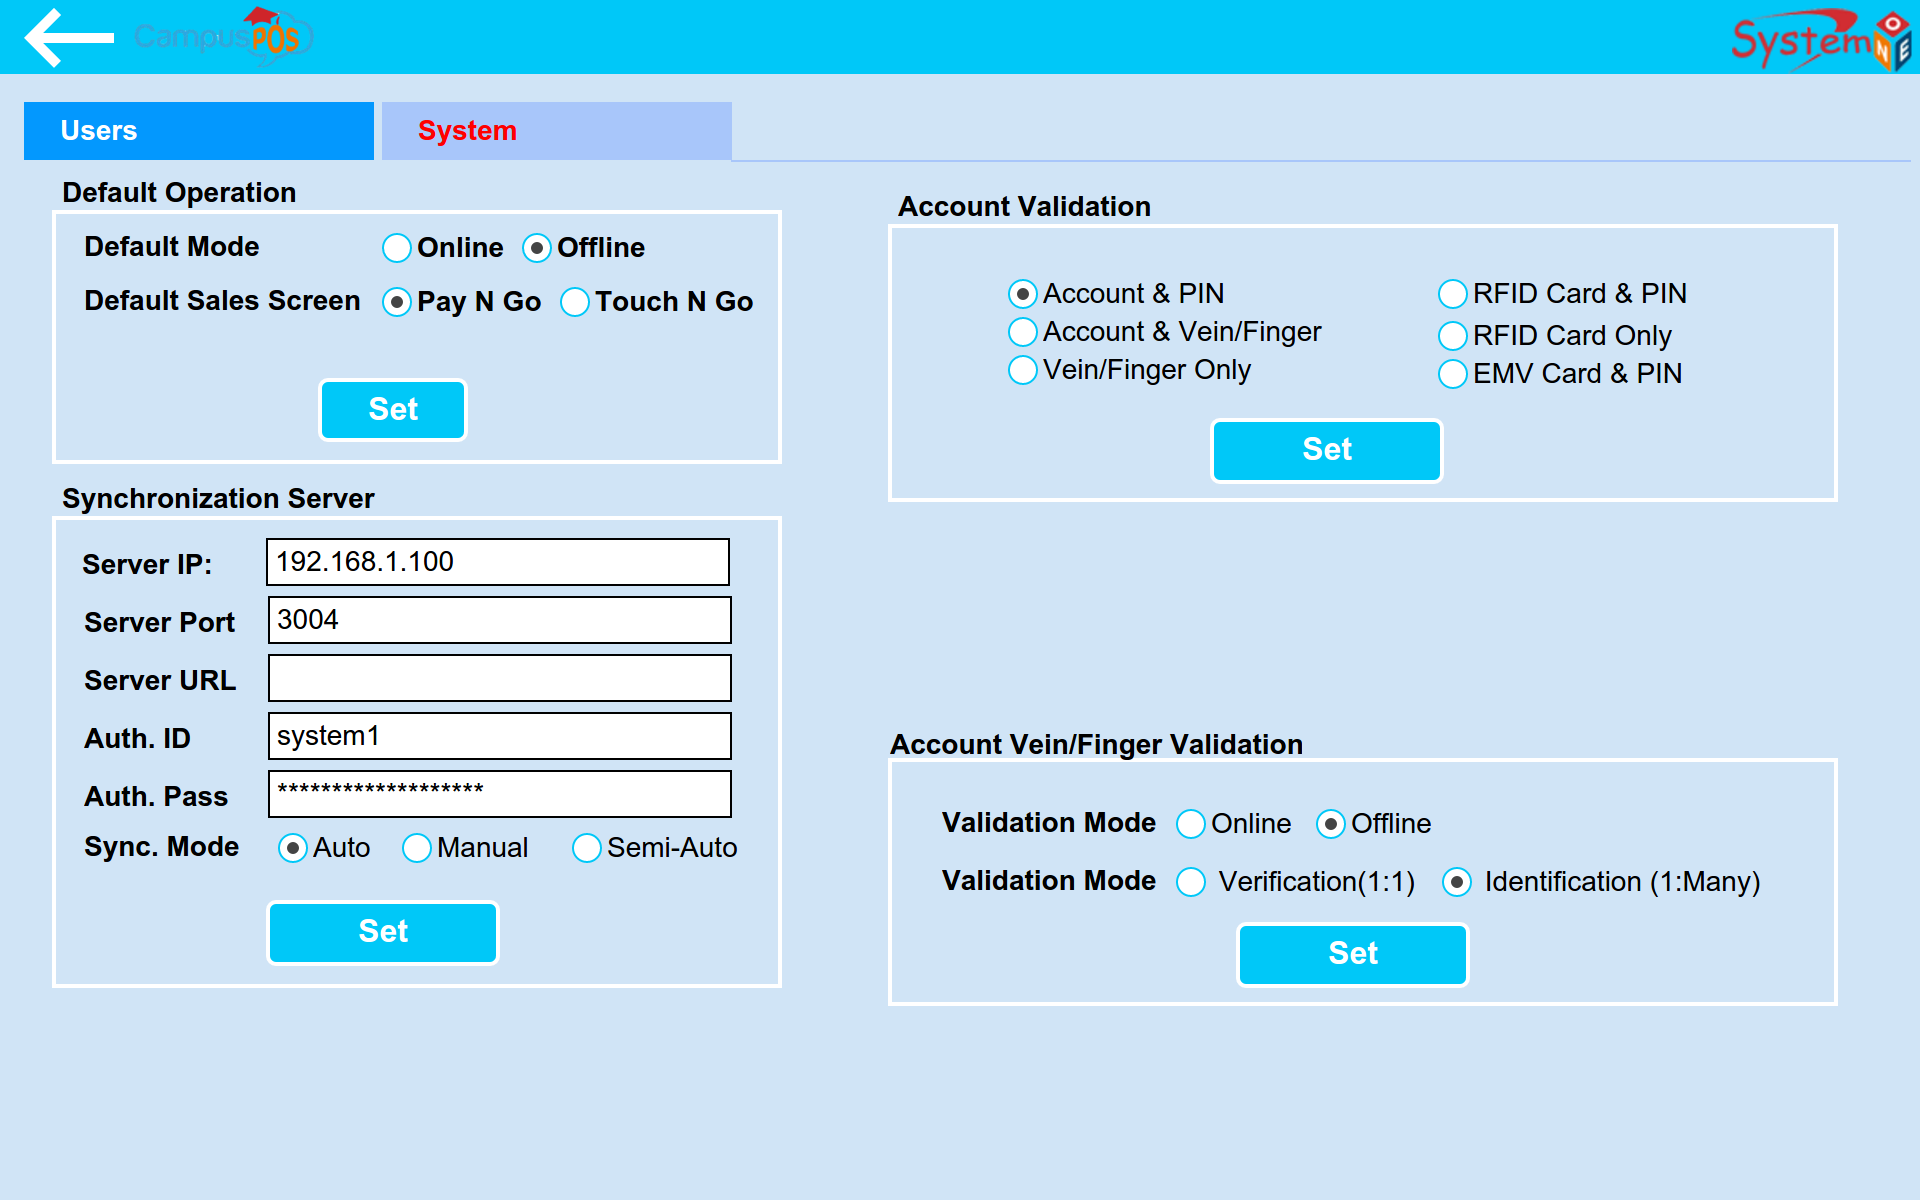 CampusPOS
SystemONE
Users
System
Default Operation
Default Mode Online Offline
Default Sales Screen Pay N Go Touch N Go
Set
Synchronization Server
Server IP: 192.168.1.100
Server Port 3004
Server URL
Auth. ID system1
Auth. Pass *******************
Sync. Mode Auto Manual Semi-Auto
Set
Account Validation
Account & PIN
Account & Vein/Finger
Vein/Finger Only
RFID Card & PIN
RFID Card Only
EMV Card & PIN
Set
Account Vein/Finger Validation
Validation Mode Online Offline
Validation Mode Verification(1:1) Identification (1:Many)
Set